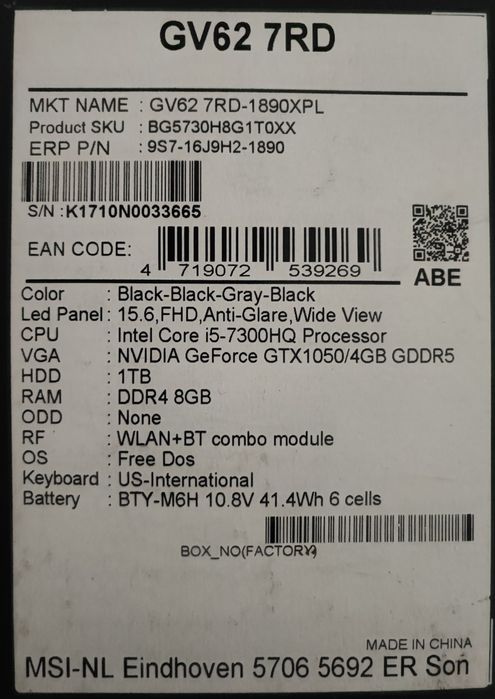 GV62 7RD
MKT NAME : GV62 7RD-1890XPL
Product SKU : BG5730H8G1T0XX
ERP P/N : 9S7-16J9H2-1890
S/N :K1710N0033665
EAN CODE:
4 719072 539269
ABE
Color : Black-Black-Gray-Black
Led Panel: 15.6,FHD,Anti-Glare,Wide View
CPU : Intel Core i5-7300HQ Processor
VGA : NVIDIA GeForce GTX1050/4GB GDDR5
HDD : 1TB
RAM : DDR4 8GB
ODD : None
RF : WLAN+BT combo module
OS : Free Dos
Keyboard : US-International
Battery : BTY-M6H 10.8V 41.4Wh 6 cells
BOX_NO(FACTORY)
MADE IN CHINA
MSI-NL Eindhoven 5706 5692 ER Son